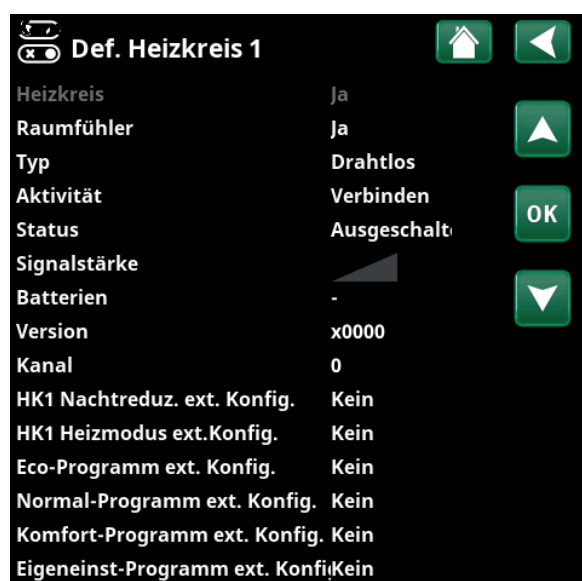 Def. Heizkreis 1
Heizkreis Ja
Raumfühler Ja
Typ Drahtlos
Aktivität Verbinden
Status Ausgeschalte
Signalstärke
Batterien -
Version x0000
Kanal 0
HK1 Nachtreduz. ext. Konfig. Kein
HK1 Heizmodus ext.Konfig. Kein
Eco-Programm ext. Konfig. Kein
Normal-Programm ext. Konfig. Kein
Komfort-Programm ext. Konfig. Kein
Eigeneinst-Programm ext. Konfig Kein
OK